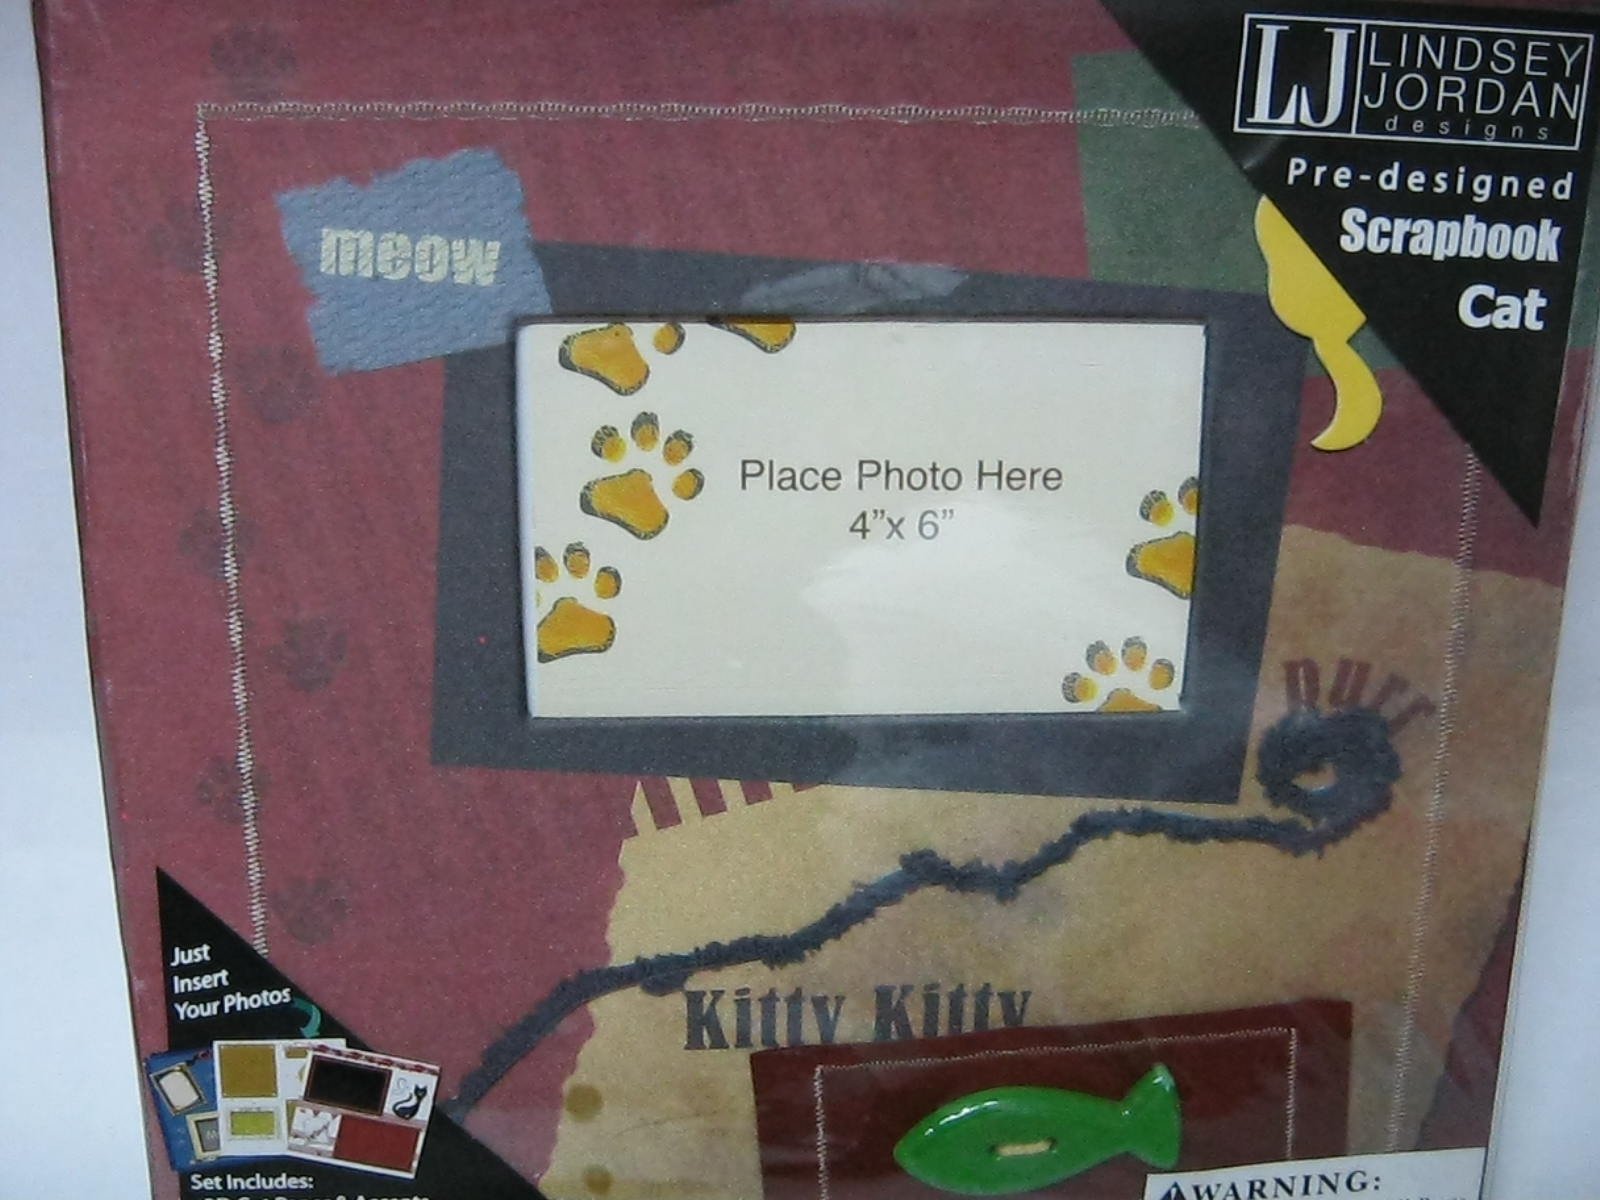 LJ
LINDSEY
JORDAN
designs
Pre-designed
Scrapbook
Cat
meow
Place Photo Here
4"x 6"
purr
Kitty Kitty
Just
Insert
Your Photos
Set Includes:
WARNING: